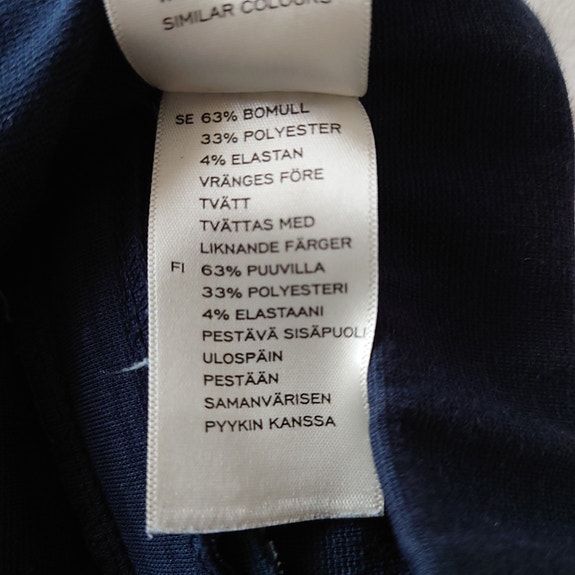 SIMILAR COLOURS
SE 63% BOMULL
33% POLYESTER
4% ELASTAN
VRÄNGES FÖRE
TVÄTT
TVÄTTAS MED
LIKNANDE FÄRGER
FI 63% PUUVILLA
33% POLYESTERI
4% ELASTAANI
PESTÄVÄ SISÄPUOLI
ULOSPÄIN
PESTÄÄN
SAMANVÄRISEN
PYYKIN KANSSA